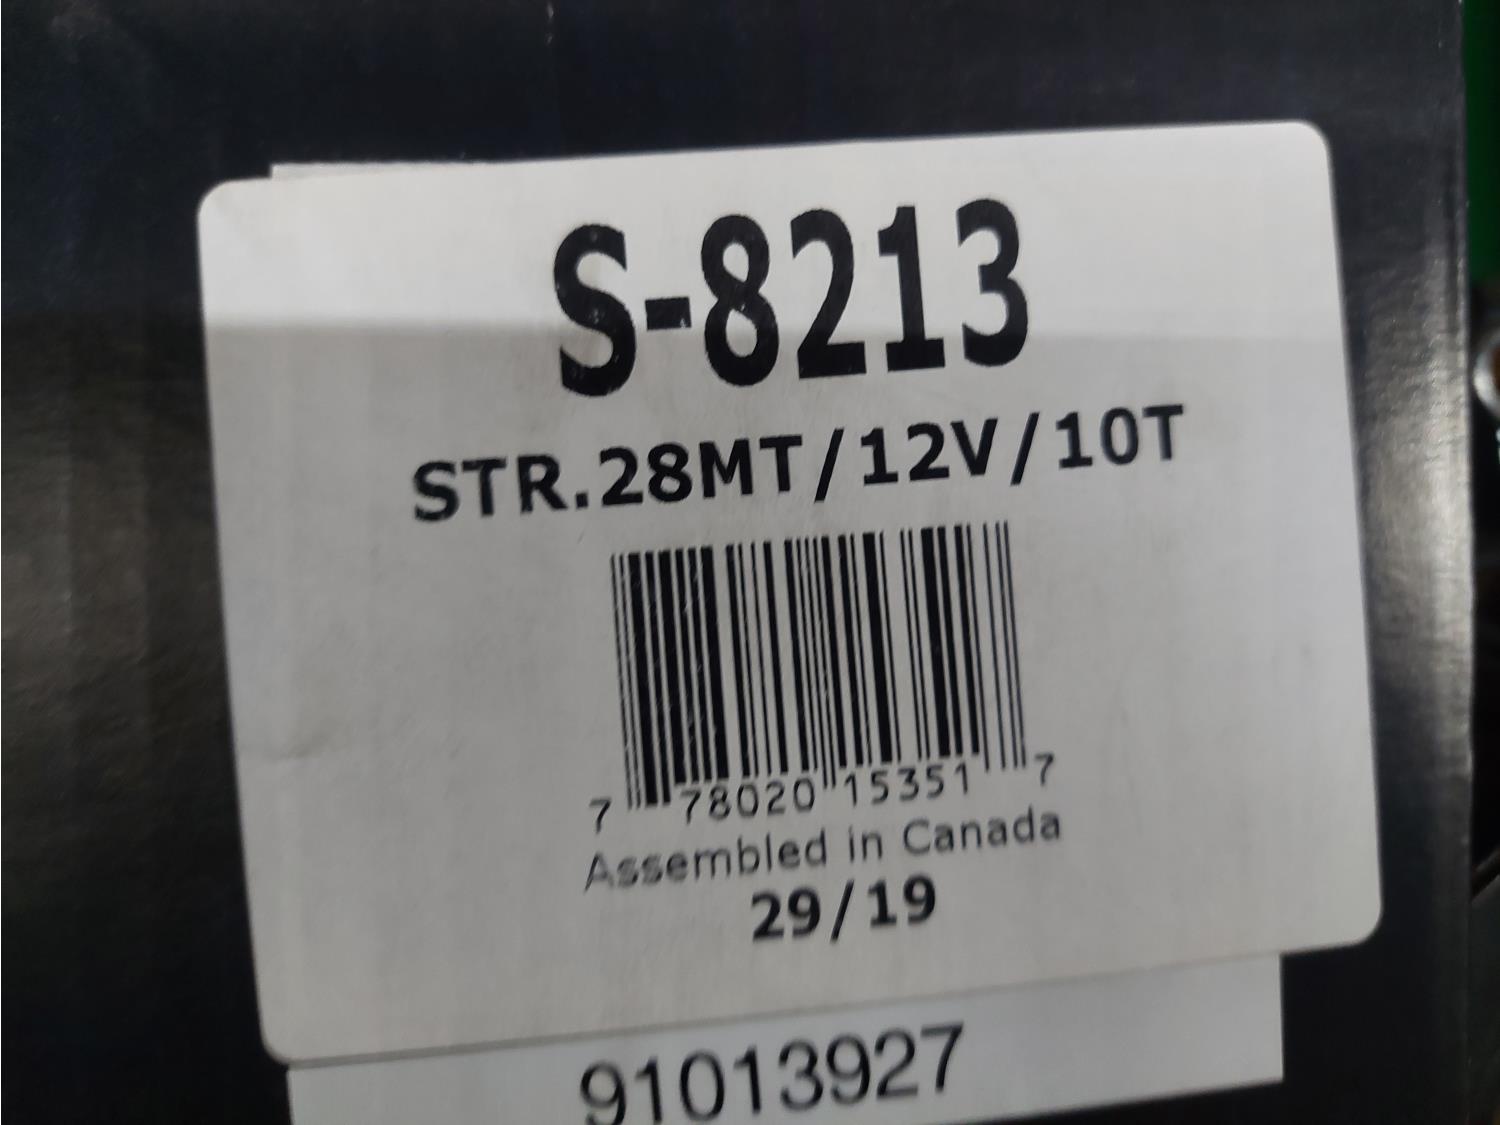 S-8213
STR.28MT/12V/10T
7 78020 15351 7
Assembled in Canada
29/19
91013927